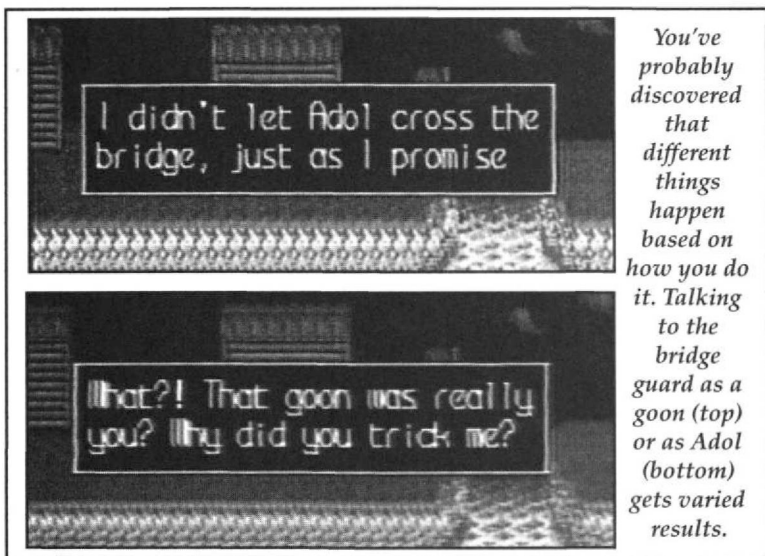 I didn't let Adol cross the
bridge, just as I promise
What?! That goon was really
you? Why did you trick me?
You've
probably
discovered
that
different
things
happen
based on
how you do
it. Talking
to the
bridge
guard as a
goon (top)
or as Adol
(bottom)
gets varied
results.